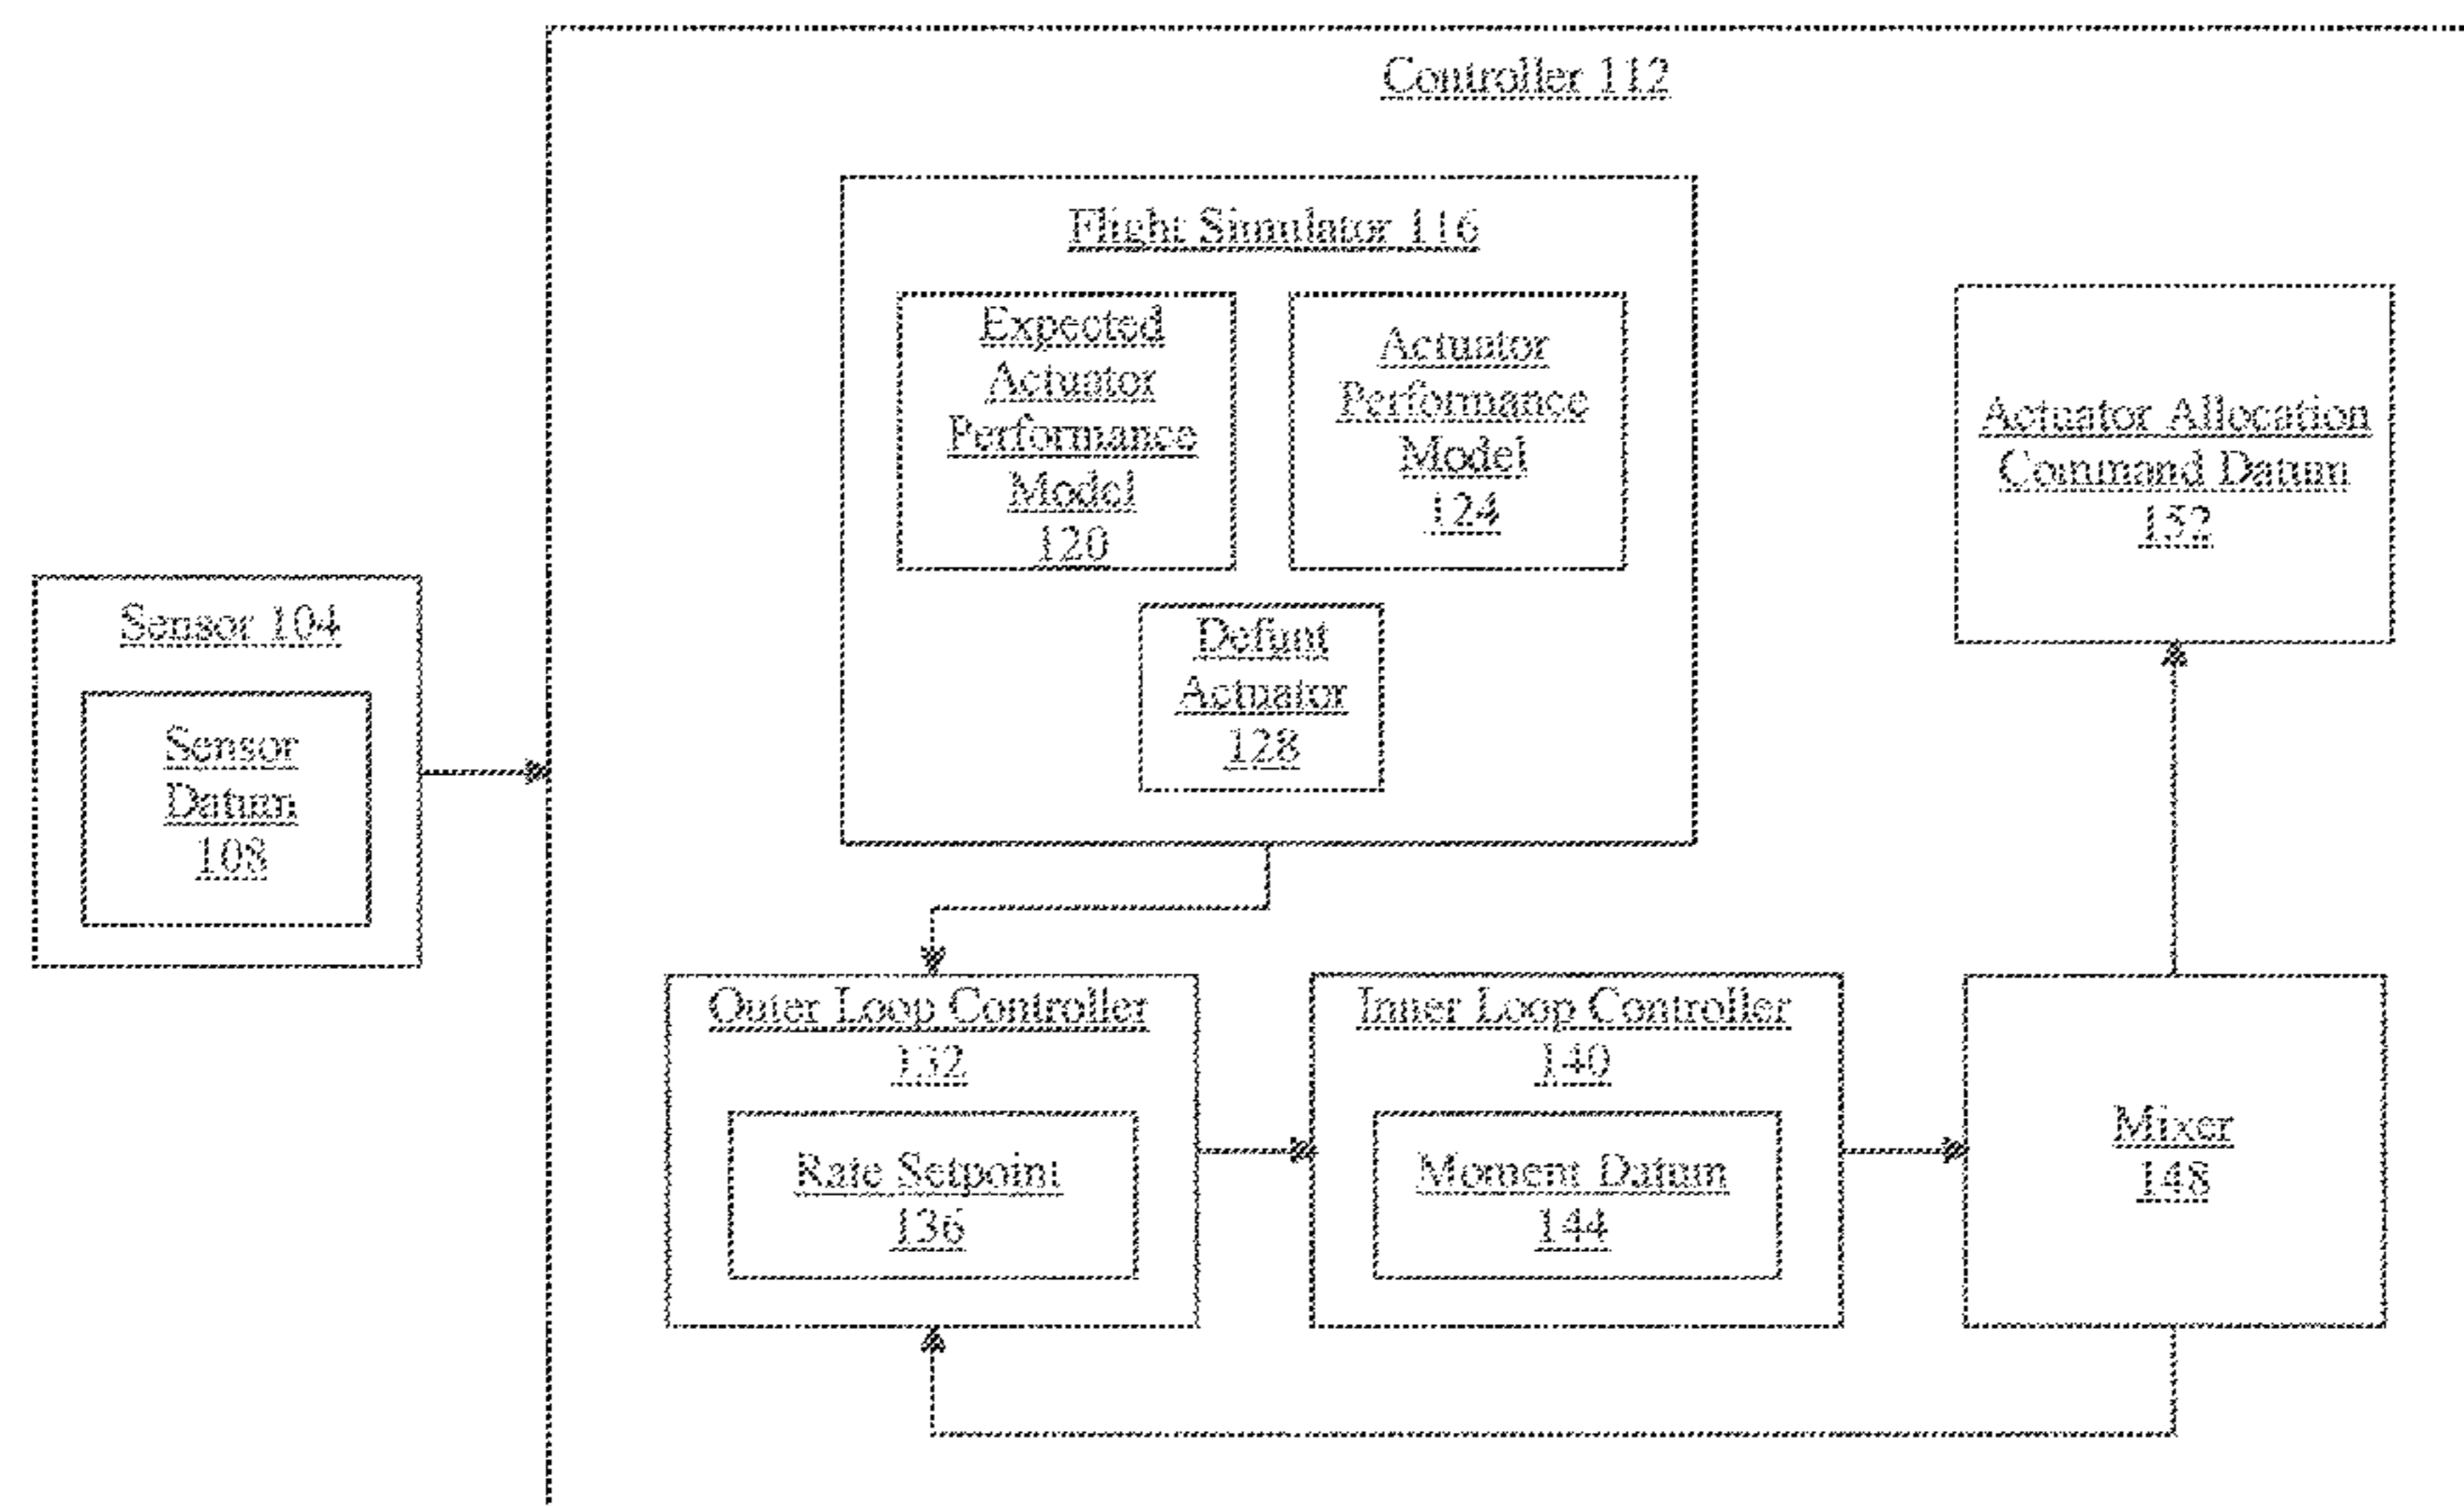 Controller 112
Flight Simulator 116
Expected
Actuator
Performance
Model
120
Actuator
Performance
Model
124
Defunt
Actuator
128
Actuator Allocation
Command Datum
152
Sensor 104
Sensor
Datum
108
Outer Loop Controller
132
Rate Setpoint
136
Inner Loop Controller
140
Moment Datum
144
Mixer
148